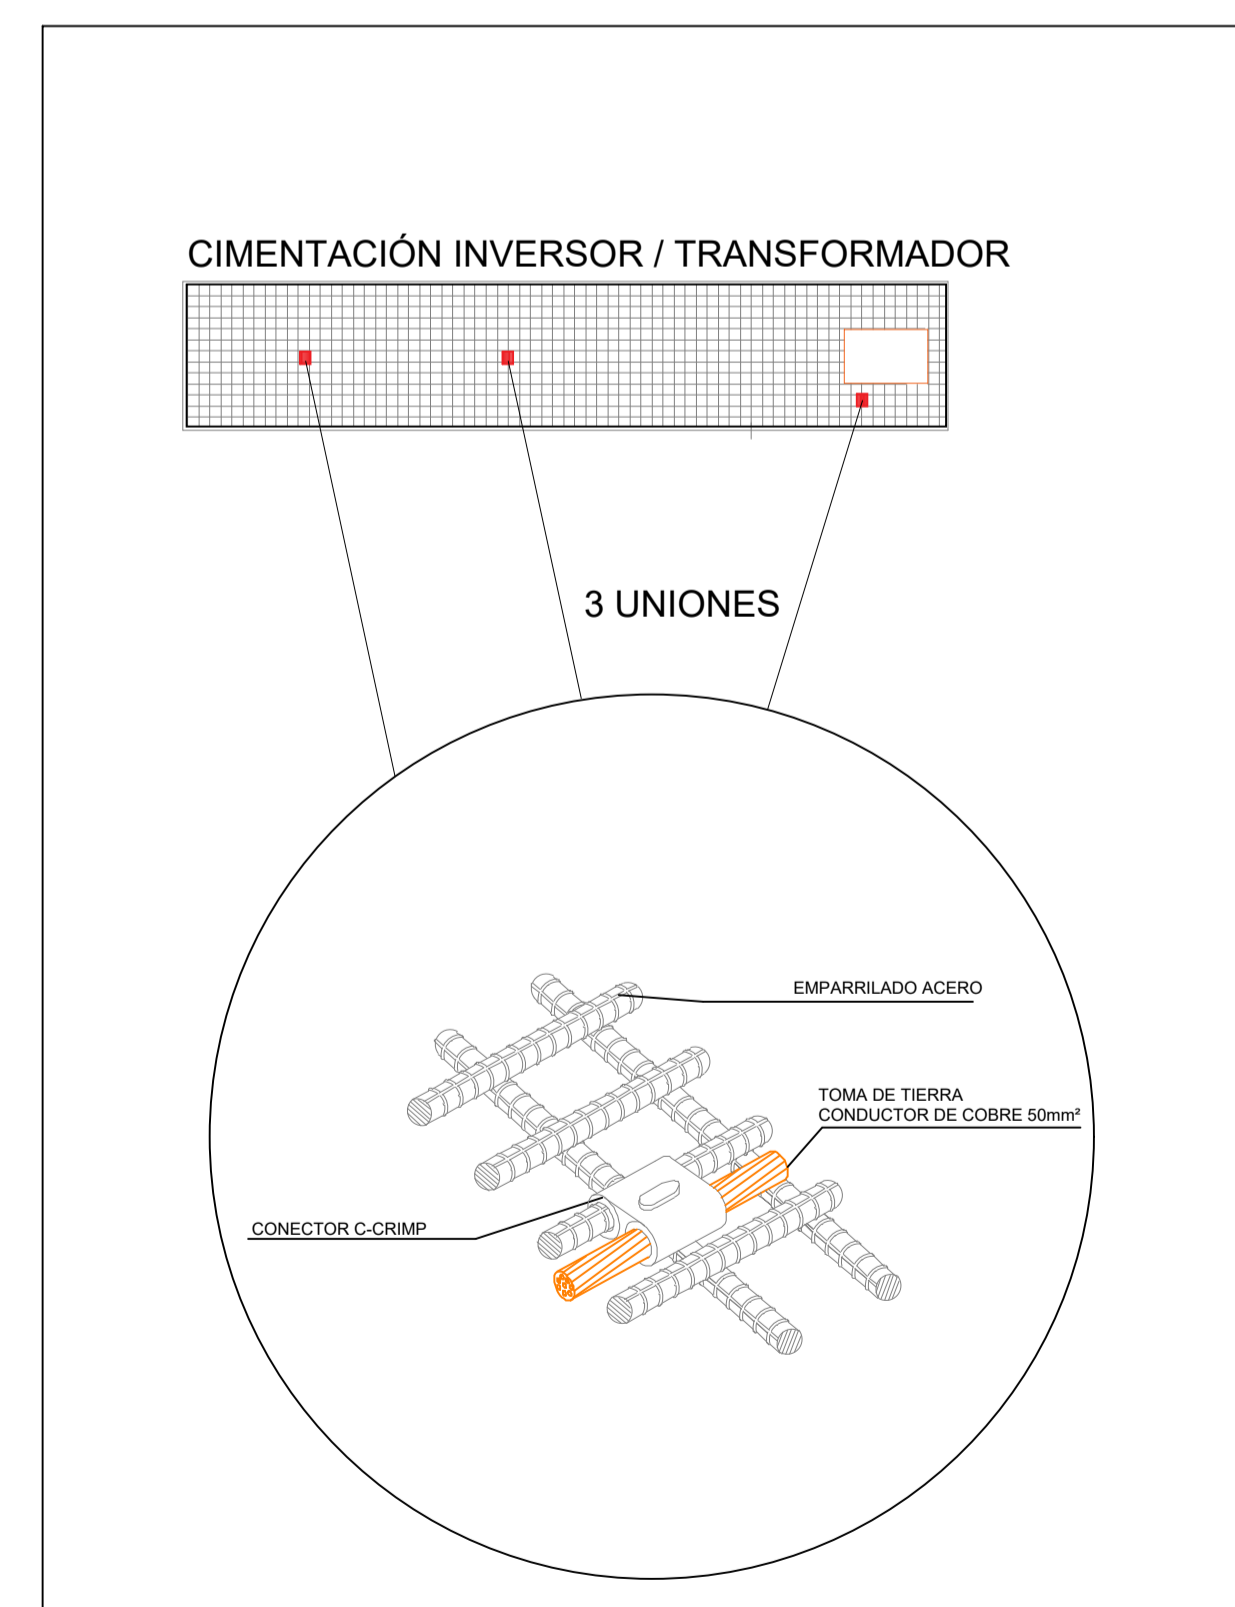 CIMENTACIÓN INVERSOR / TRANSFORMADOR
3 UNIONES
EMPARRILADO ACERO
TOMA DE TIERRA
CONDUCTOR DE COBRE 50mm²
CONECTOR C-CRIMP